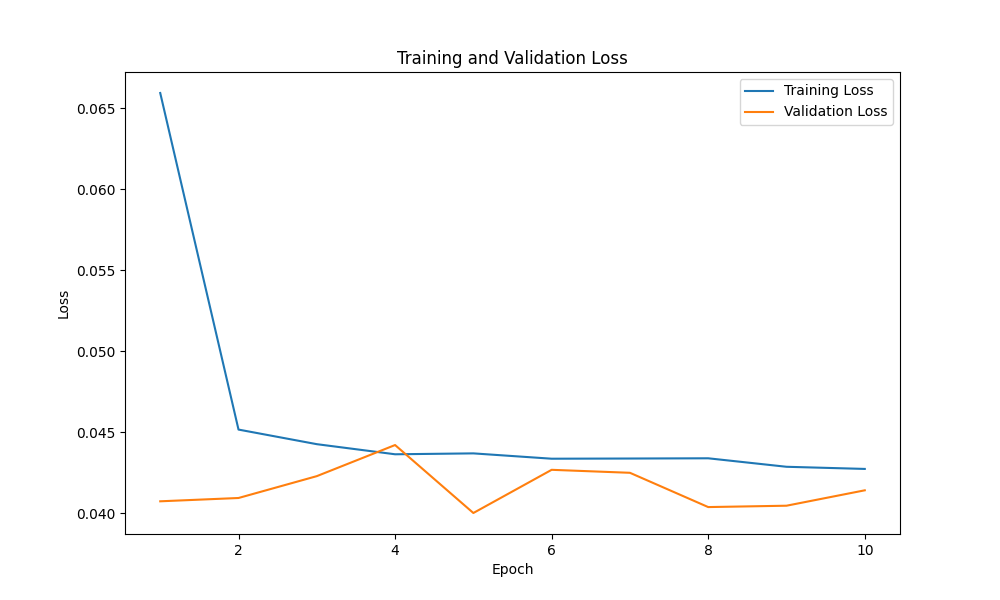 Training and Validation Loss
Training Loss
Validation Loss
0.065
0.060
0.055
0.050
0.045
0.040
Loss
2
4
6
8
10
Epoch